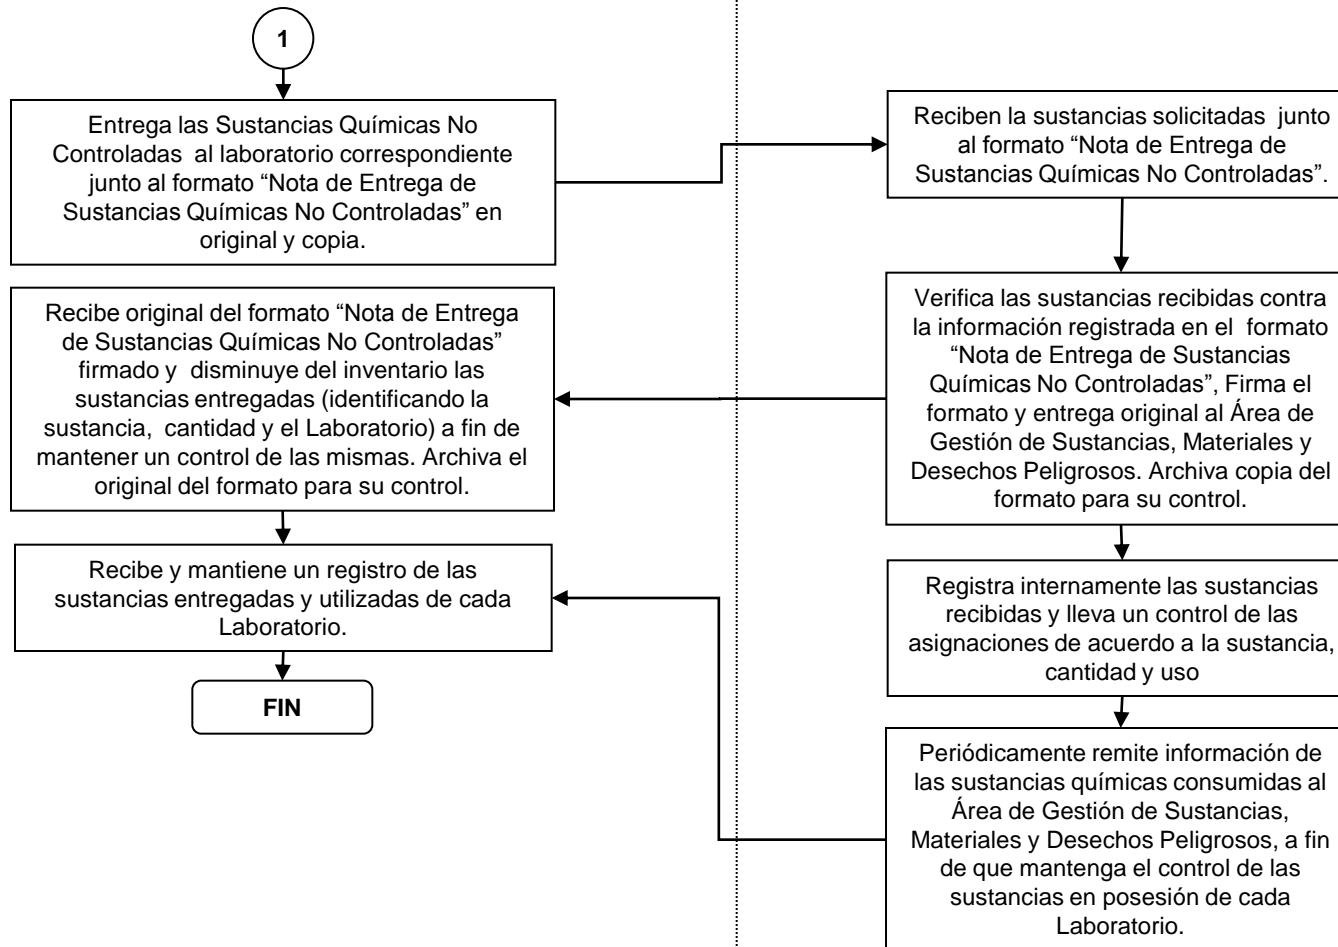 1
Entrega las Sustancias Químicas No
Controladas al laboratorio correspondiente
junto al formato “Nota de Entrega de
Sustancias Químicas No Controladas” en
original y copia.
Reciben la sustancias solicitadas junto
al formato “Nota de Entrega de
Sustancias Químicas No Controladas”.
Verifica las sustancias recibidas contra
la información registrada en el formato
“Nota de Entrega de Sustancias
Químicas No Controladas”, Firma el
formato y entrega original al Área de
Gestión de Sustancias, Materiales y
Desechos Peligrosos. Archiva copia del
formato para su control.
Recibe original del formato “Nota de Entrega
de Sustancias Químicas No Controladas”
firmado y disminuye del inventario las
sustancias entregadas (identificando la
sustancia, cantidad y el Laboratorio) a fin de
mantener un control de las mismas. Archiva el
original del formato para su control.
Registra internamente las sustancias
recibidas y lleva un control de las
asignaciones de acuerdo a la sustancia,
cantidad y uso
Periódicamente remite información de
las sustancias químicas consumidas al
Área de Gestión de Sustancias,
Materiales y Desechos Peligrosos, a fin
de que mantenga el control de las
sustancias en posesión de cada
Laboratorio.
Recibe y mantiene un registro de las
sustancias entregadas y utilizadas de cada
Laboratorio.
FIN